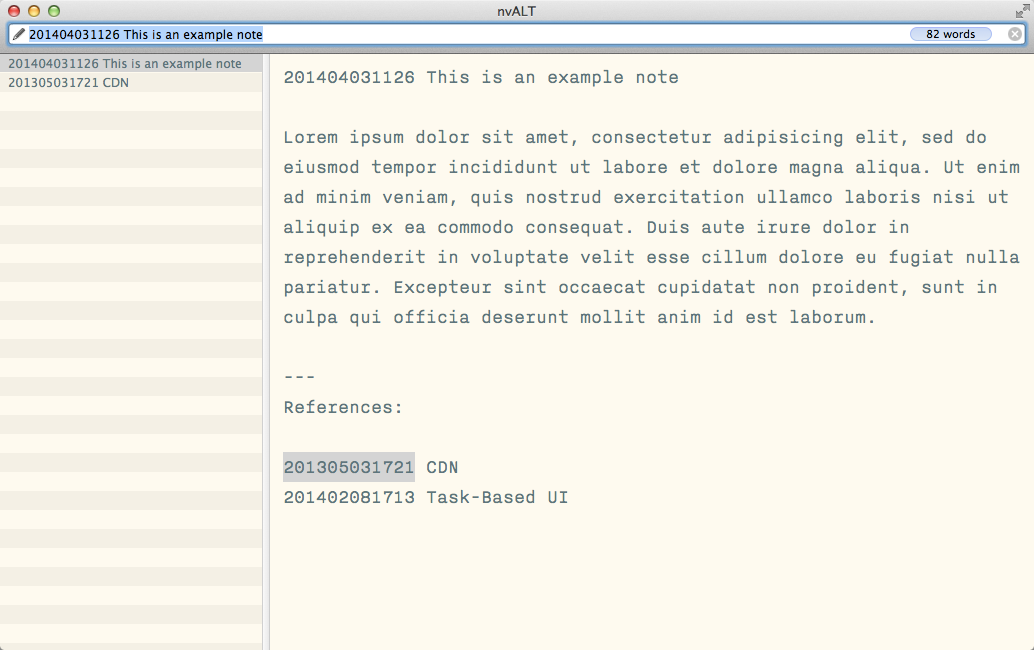 nvALT
201404031126 This is an example note
82 words
201404031126 This is an example note
201305031721 CDN
201404031126 This is an example note
Lorem ipsum dolor sit amet, consectetur adipisicing elit, sed do
eiusmod tempor incididunt ut labore et dolore magna aliqua. Ut enim
ad minim veniam, quis nostrud exercitation ullamco laboris nisi ut
aliquip ex ea commodo consequat. Duis aute irure dolor in
reprehenderit in voluptate velit esse cillum dolore eu fugiat nulla
pariatur. Excepteur sint occaecat cupidatat non proident, sunt in
culpa qui officia deserunt mollit anim id est laborum.
---
References:
201305031721 CDN
201402081713 Task-Based UI